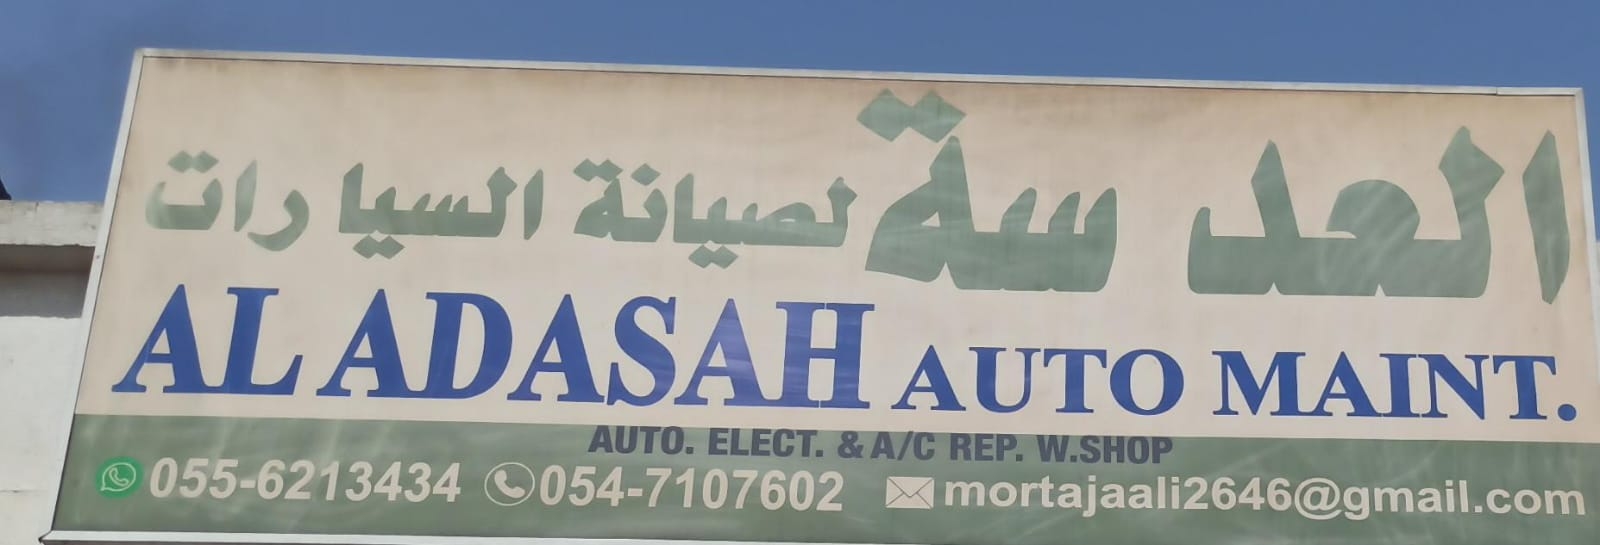 العدسة لصيانة السيارات
AL ADASAH AUTO MAINT.
AUTO. ELECT. & A/C REP. W.SHOP
055-6213434 054-7107602 mortajaali2646@gmail.com